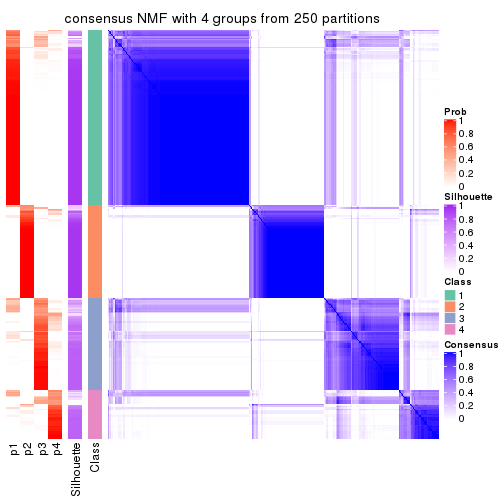 consensus NMF with 4 groups from 250 partitions
Prob
1
0.8
0.6
0.4
0.2
0
Silhouette
1
0.8
0.6
0.4
0.2
0
Class
1
2
3
4
Consensus
1
0.8
0.6
0.4
0.2
0
p1
p2
p3
p4
Silhouette
Class